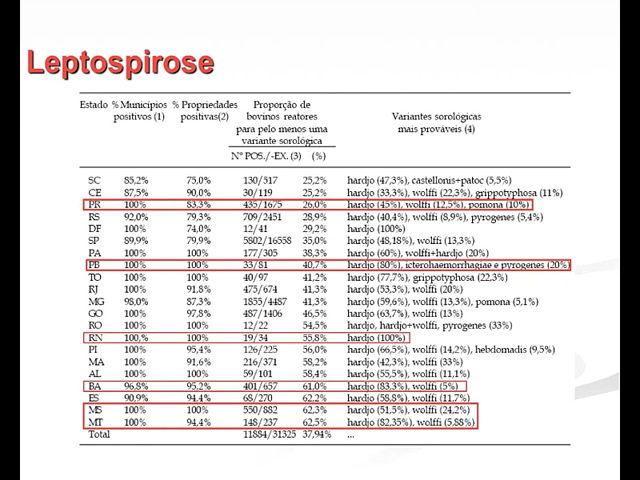 Leptospirose
Estado % Municípios % Propriedades Proporção de
positivos (1) positivas(2) bovinos reatores Variantes sorológicas
para pelo menos uma mais prováveis (4)
variante sorológica
Nº POS./-EX. (3) (%)
SC 85,2% 75,0% 130/517 25,2% hardjo (47,3%), castellonis+patoc (5,5%)
CE 87,5% 90,0% 30/119 25,2% hardjo (33,3%), wolffi (22,3%), grippotyphosa (11%)
PR 100% 83,3% 435/1675 26,0% hardjo (45%), wolffi (12,5%), pomona (10%)
RS 92,0% 79,3% 709/2451 28,9% hardjo (40,4%), wolffi (8,9%), pyrogenes (5,4%)
DF 100% 74,0% 12/41 29,2% hardjo (100%)
SP 89,9% 79,9% 5802/16558 35,0% hardjo (48,18%), wolffi (13,3%)
PA 100% 100% 177/305 38,3% hardjo (60%), wolffi+hardjo (20%)
PB 100% 100% 33/81 40,7% hardjo (80%), icterohaemorrhagiae e pyrogenes (20%)
TO 100% 100% 40/97 41,2% hardjo (77,7%), grippotyphosa (22,3%)
RJ 100% 91,8% 475/674 41,3% hardjo (53,3%), wolffi (20%)
MG 98,0% 87,3% 1855/4487 41,3% hardjo (59,6%), wolffi (13,3%), pomona (5,1%)
GO 100% 97,8% 487/1406 46,5% hardjo (63,7%), wolffi (13%)
RO 100% 100% 12/22 54,5% hardjo, hardjo+wolffi, pyrogenes (33%)
RN 100,% 100% 19/34 55,8% hardjo (100%)
PI 100% 95,4% 126/225 56,0% hardjo (66,5%), wolffi (14,2%), hebdomadis (9,5%)
MA 100% 91,6% 216/371 58,2% hardjo (42,3%), wolffi (33%)
AL 100% 100% 59/101 58,4% hardjo (55,5%), wolffi (11,1%)
BA 96,8% 95,2% 401/657 61,0% hardjo (83,3%), wolffi (5%)
ES 90,9% 94,4% 68/270 62,2% hardjo (58,8%), wolffi (11,7%)
MS 100% 100% 550/882 62,3% hardjo (51,5%), wolffi (24,2%)
MT 100% 94,4% 148/237 62,5% hardjo (82,35%), wolffi (5,88%)
Total 11884/31325 37,94% ...